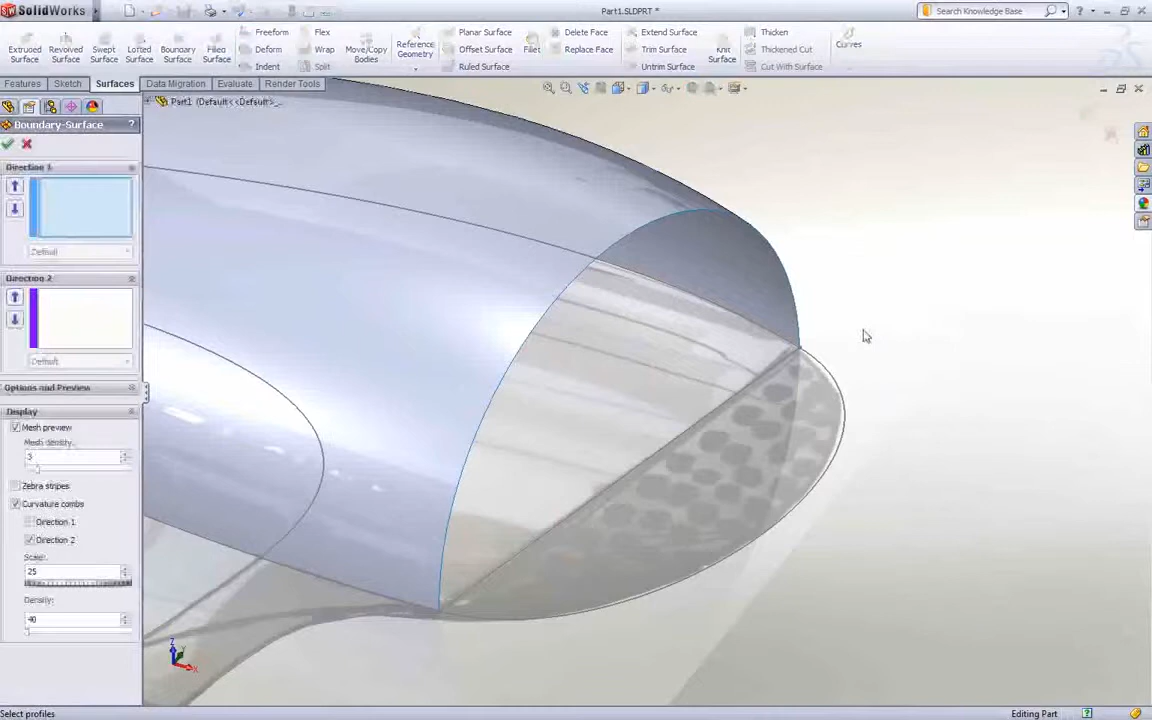 SolidWorks
Part1.SLDPRT *
Search Knowledge Base
Extruded Surface
Revolved Surface
Swept Surface
Lofted Surface
Boundary Surface
Filled Surface
Freeform
Deform
Indent
Flex
Wrap
Split
Move/Copy Bodies
Reference Geometry
Planar Surface
Offset Surface
Ruled Surface
Fillet
Delete Face
Replace Face
Extend Surface
Trim Surface
Untrim Surface
Knit Surface
Thicken
Thickened Cut
Cut With Surface
Curves
Features
Sketch
Surfaces
Data Migration
Evaluate
Render Tools
Part1 (Default<<Default>_...
Boundary-Surface ?
Direction 1
Default
Direction 2
Default
Options and Preview
Display
Mesh preview
Mesh density:
3
Zebra stripes
Curvature combs
Direction 1
Direction 2
Scale:
25
Density:
40
Z
Y
X
Select profiles
Editing Part